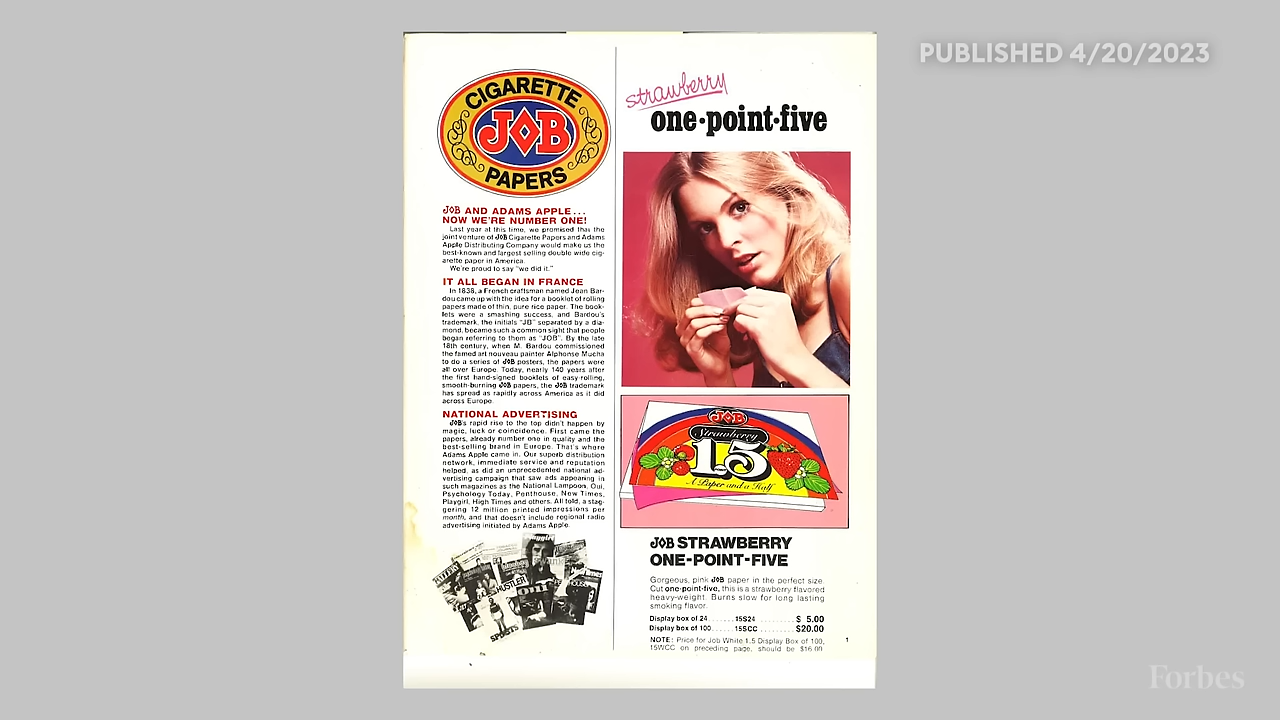 PUBLISHED 4/20/2023
CIGARETTE
JOB
PAPERS
JOB AND ADAMS APPLE...
NOW WE'RE NUMBER ONE!
Last year at this time, we promised that the
joint venture of JOB Cigarette Papers and Adams
Apple Distributing Company would make us the
best-known and largest selling double wide cig-
arette paper in America.
We're proud to say "we did it."
IT ALL BEGAN IN FRANCE
In 1838, a French craftsman named Jean Bar-
dou came up with the idea for a booklet of rolling
papers made of thin, pure rice paper. The book-
lets were a smashing success, and Bardou's
trademark, the initials "JB" separated by a dia-
mond, became such a common sight that people
began referring to them as "JOB". By the late
18th century, when M. Bardou commissioned
the famed art nouveau painter Alphonse Mucha
to do a series of JOB posters, the papers were
all over Europe. Today, nearly 140 years after
the first hand-signed booklets of easy-rolling,
smooth-burning JOB papers, the JOB trademark
has spread as rapidly across America as it did
across Europe.
NATIONAL ADVERTISING
JOB's rapid rise to the top didn't happen by
magic, luck or coincidence. First came the
papers, already number one in quality and the
best-selling brand in Europe. That's where
Adams Apple came in. Our superb distribution
network, immediate service and reputation
helped, as did an unprecedented national ad-
vertising campaign that saw ads appearing in
such magazines as the National Lampoon, Oui,
Psychology Today, Penthouse, New Times,
Playgirl, High Times and others. All told, a stag-
gering 12 million printed impressions per
month, and that doesn't include regional radio
advertising initiated by Adams Apple.
HUSTLER
oui
SPORTS
strawberry
one·point·five
JOB
Strawberry
1.5
A Paper and a Half
JOB STRAWBERRY
ONE-POINT-FIVE
Gorgeous, pink JOB paper in the perfect size.
Cut one-point-five, this is a strawberry flavored
heavy-weight. Burns slow for long lasting
smoking flavor.
Display box of 24.......15S24..........$ 5.00
Display box of 100......15SCC.........$20.00
NOTE: Price for Job White 1.5 Display Box of 100,
15WCC on preceding page, should be $16.00
1
Forbes